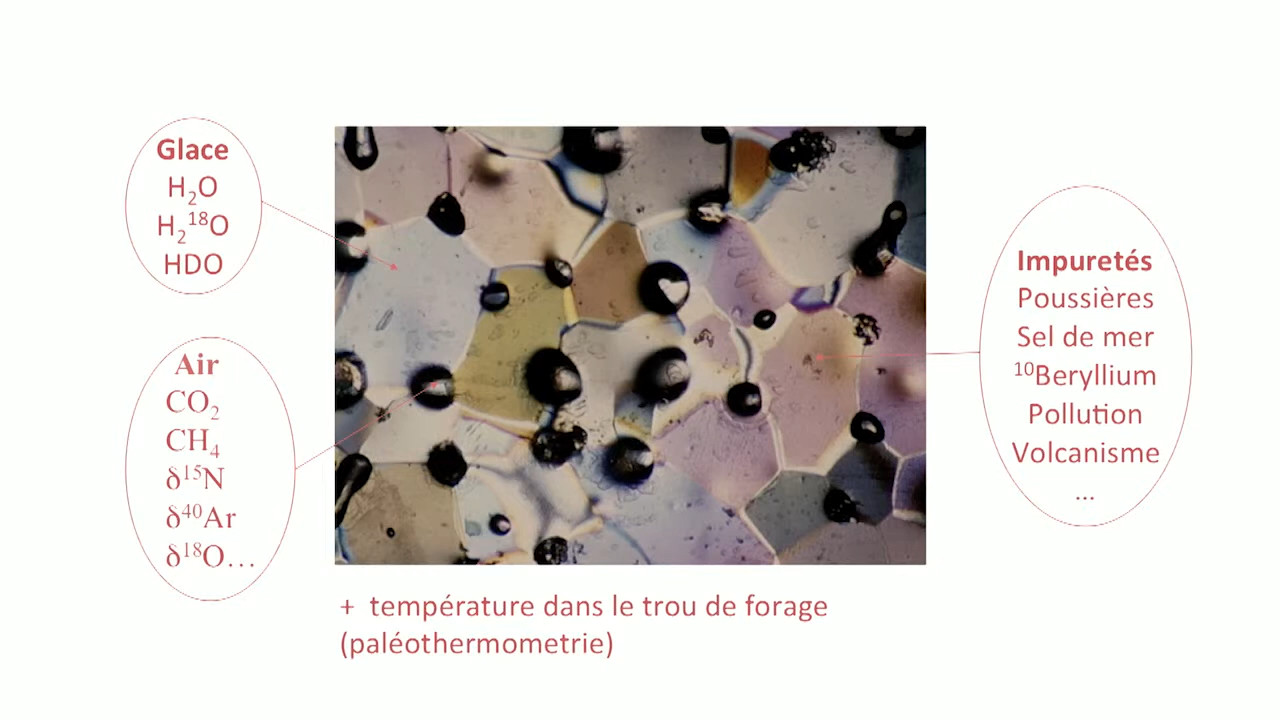 Glace
H₂O
H₂¹⁸O
HDO
Air
CO₂
CH₄
δ¹⁵N
δ⁴⁰Ar
δ¹⁸O…
Impuretés
Poussières
Sel de mer
¹⁰Beryllium
Pollution
Volcanisme
...
+ température dans le trou de forage
(paléothermometrie)